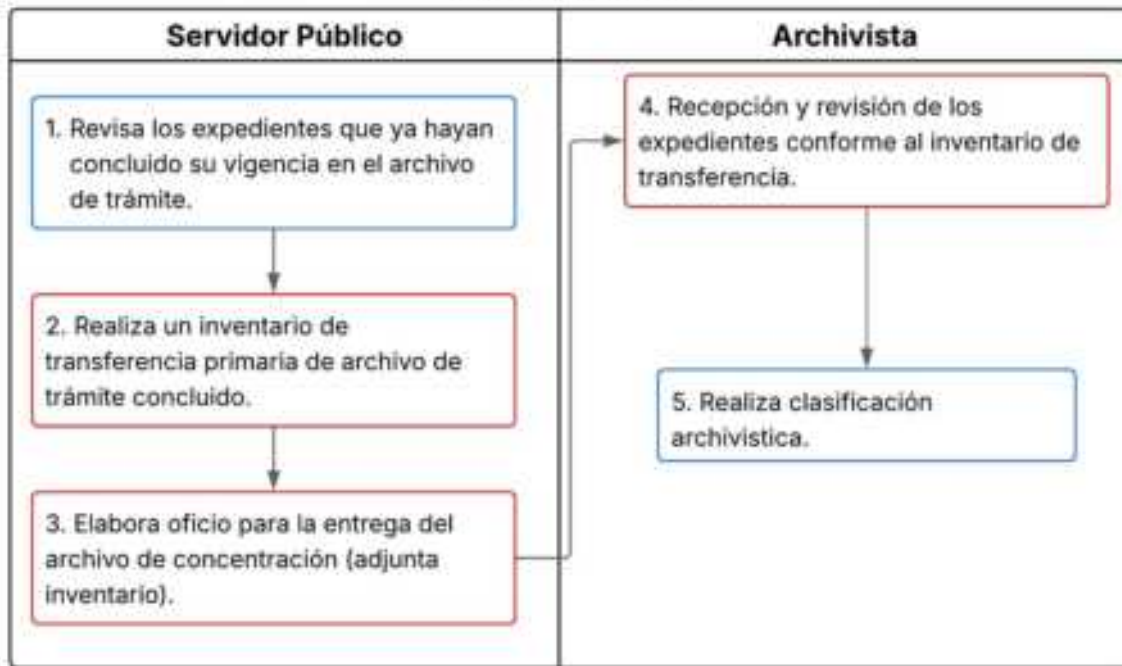 Servidor Público
Archivista
1. Revisa los expedientes que ya hayan
concluido su vigencia en el archivo
de trámite.
2. Realiza un inventario de
transferencia primaria de archivo de
trámite concluido.
3. Elabora oficio para la entrega del
archivo de concentración (adjunta
inventario).
4. Recepción y revisión de los
expedientes conforme al inventario de
transferencia.
5. Realiza clasificación
archivistica.